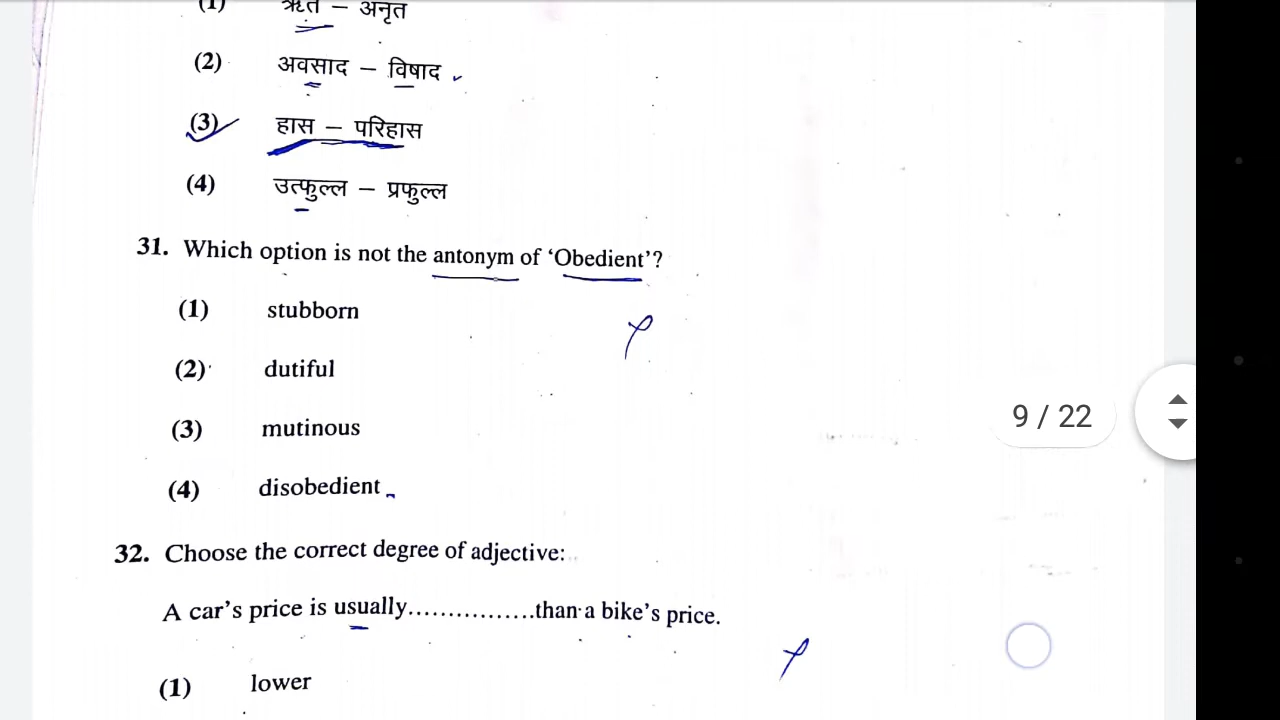 (1) ऋत – अनृत
(2) अवसाद – विषाद
(3) हास – परिहास
(4) उत्फुल्ल – प्रफुल्ल
31. Which option is not the antonym of ‘Obedient’?
(1) stubborn
(2) dutiful
(3) mutinous
(4) disobedient
9 / 22
32. Choose the correct degree of adjective:
A car’s price is usually...............than a bike’s price.
(1) lower